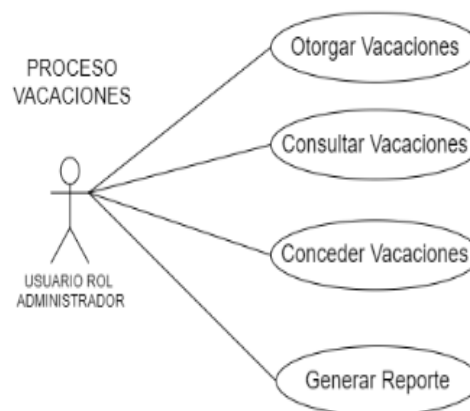 PROCESO
VACACIONES
Otorgar Vacaciones
Consultar Vacaciones
Conceder Vacaciones
Generar Reporte
USUARIO ROL
ADMINISTRADOR